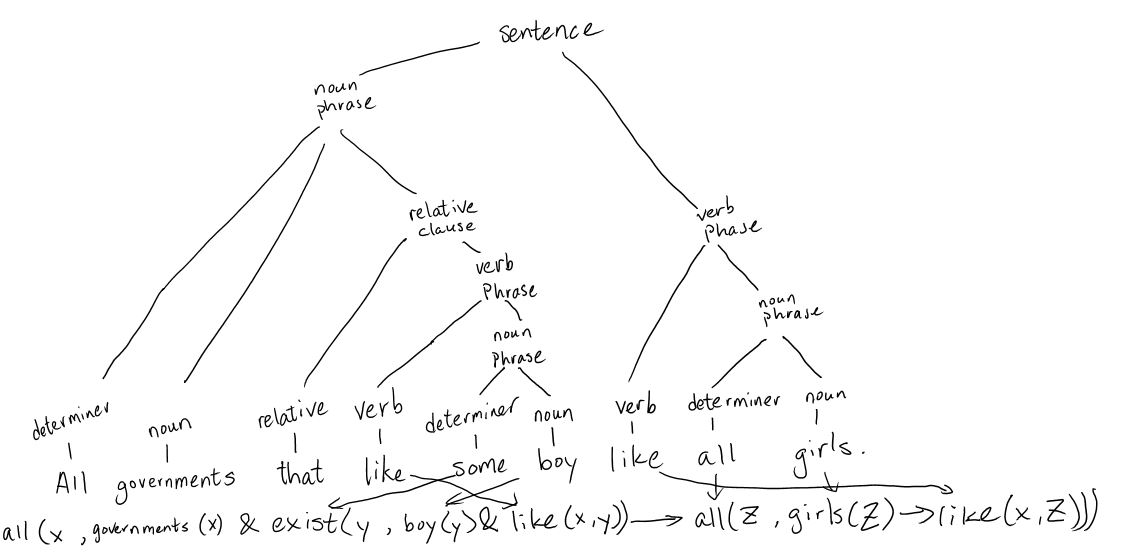 sentence
noun
phrase
relative
clause
verb
Phase
verb
Phrase
noun
phrase
noun
Phrase
determiner noun relative verb determiner noun verb determiner noun
All governments that like some boy like all girls.
all (x , governments (x) & exist(y , boy(y) & like(x,y)) → all(Z , girls(Z) → like(x,Z)))